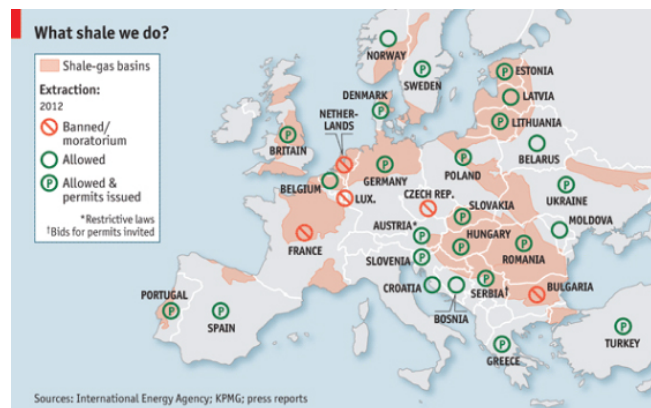 What shale we do?
Shale-gas basins
Extraction:
2012
Banned/
moratorium
Allowed
P Allowed &
permits issued
*Restrictive laws
†Bids for permits invited
NORWAY
P
SWEDEN
P
ESTONIA
LATVIA
P
LITHUANIA
DENMARK
P
NETHER-
LANDS
P
BRITAIN
BELGIUM
P
GERMANY
LUX.
P
POLAND
BELARUS
CZECH REP.
P
UKRAINE
P
SLOVAKIA
MOLDOVA
FRANCE
AUSTRIA*
P
HUNGARY
P
P
ROMANIA
SLOVENIA
P
CROATIA
BOSNIA
P
SERBIA†
BULGARIA
PORTUGAL
P
P
SPAIN
P
GREECE
P
TURKEY
Sources: International Energy Agency; KPMG; press reports